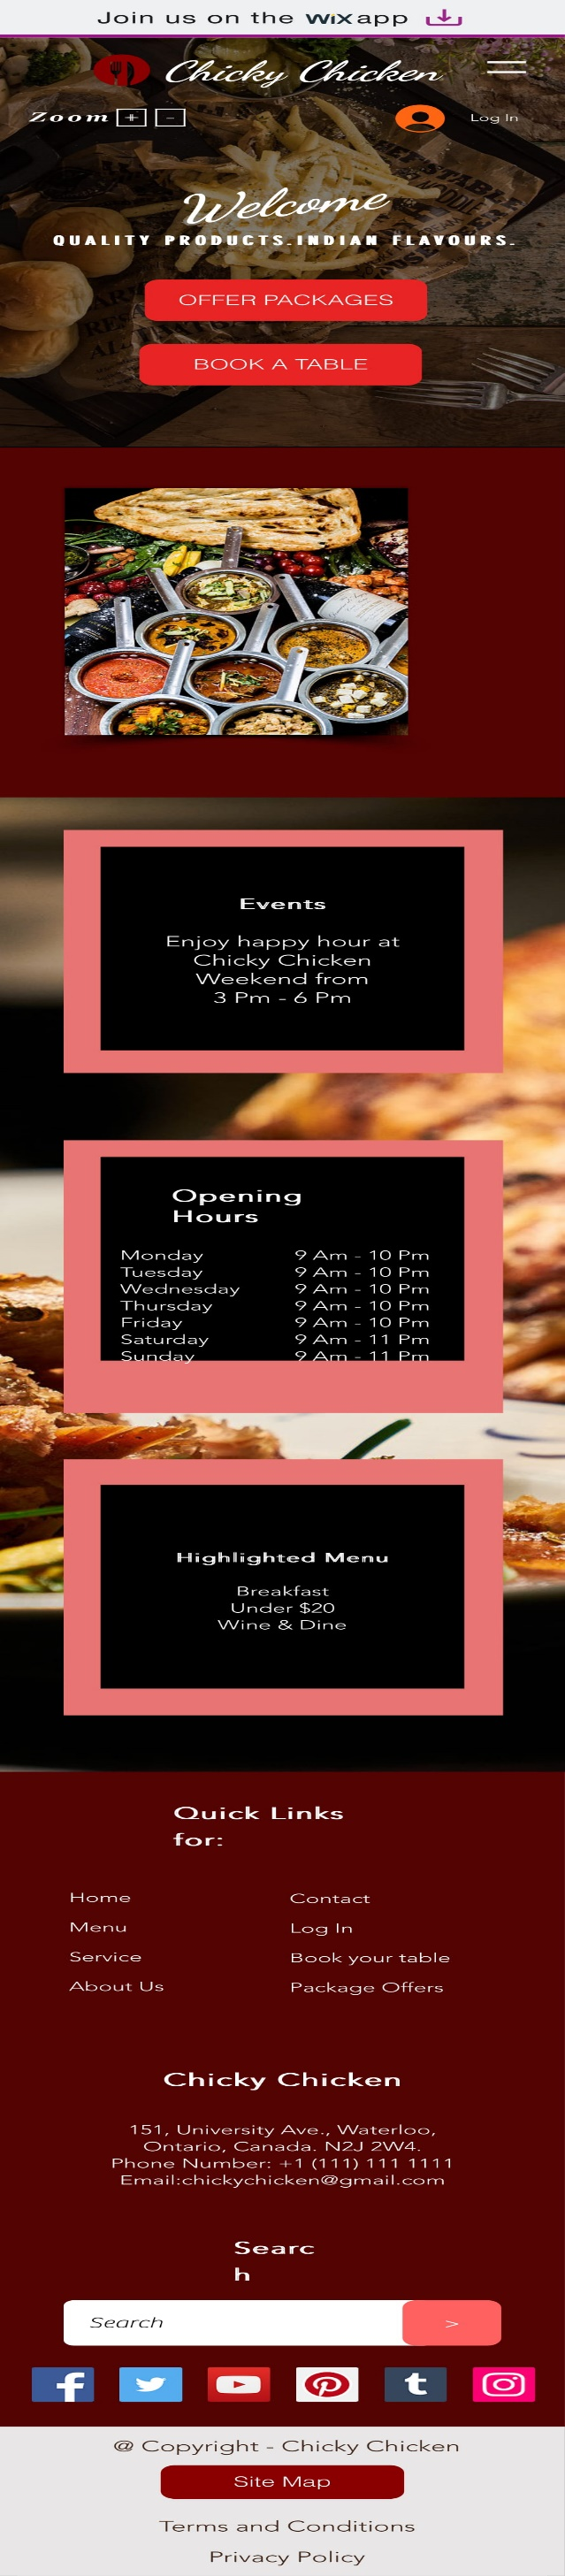 Join us on the WiX app
Chicky Chicken
Zoom + -
Log In
Welcome
QUALITY PRODUCTS.INDIAN FLAVOURS.
OFFER PACKAGES
BOOK A TABLE
Events
Enjoy happy hour at
Chicky Chicken
Weekend from
3 Pm - 6 Pm
Opening
Hours
Monday 9 Am - 10 Pm
Tuesday 9 Am - 10 Pm
Wednesday 9 Am - 10 Pm
Thursday 9 Am - 10 Pm
Friday 9 Am - 10 Pm
Saturday 9 Am - 11 Pm
Sunday 9 Am - 11 Pm
Highlighted Menu
Breakfast
Under $20
Wine & Dine
Quick Links
for:
Home
Menu
Service
About Us
Contact
Log In
Book your table
Package Offers
Chicky Chicken
151, University Ave., Waterloo,
Ontario, Canada. N2J 2W4.
Phone Number: +1 (111) 111 1111
Email:chickychicken@gmail.com
Searc
h
Search >
@ Copyright - Chicky Chicken
Site Map
Terms and Conditions
Privacy Policy